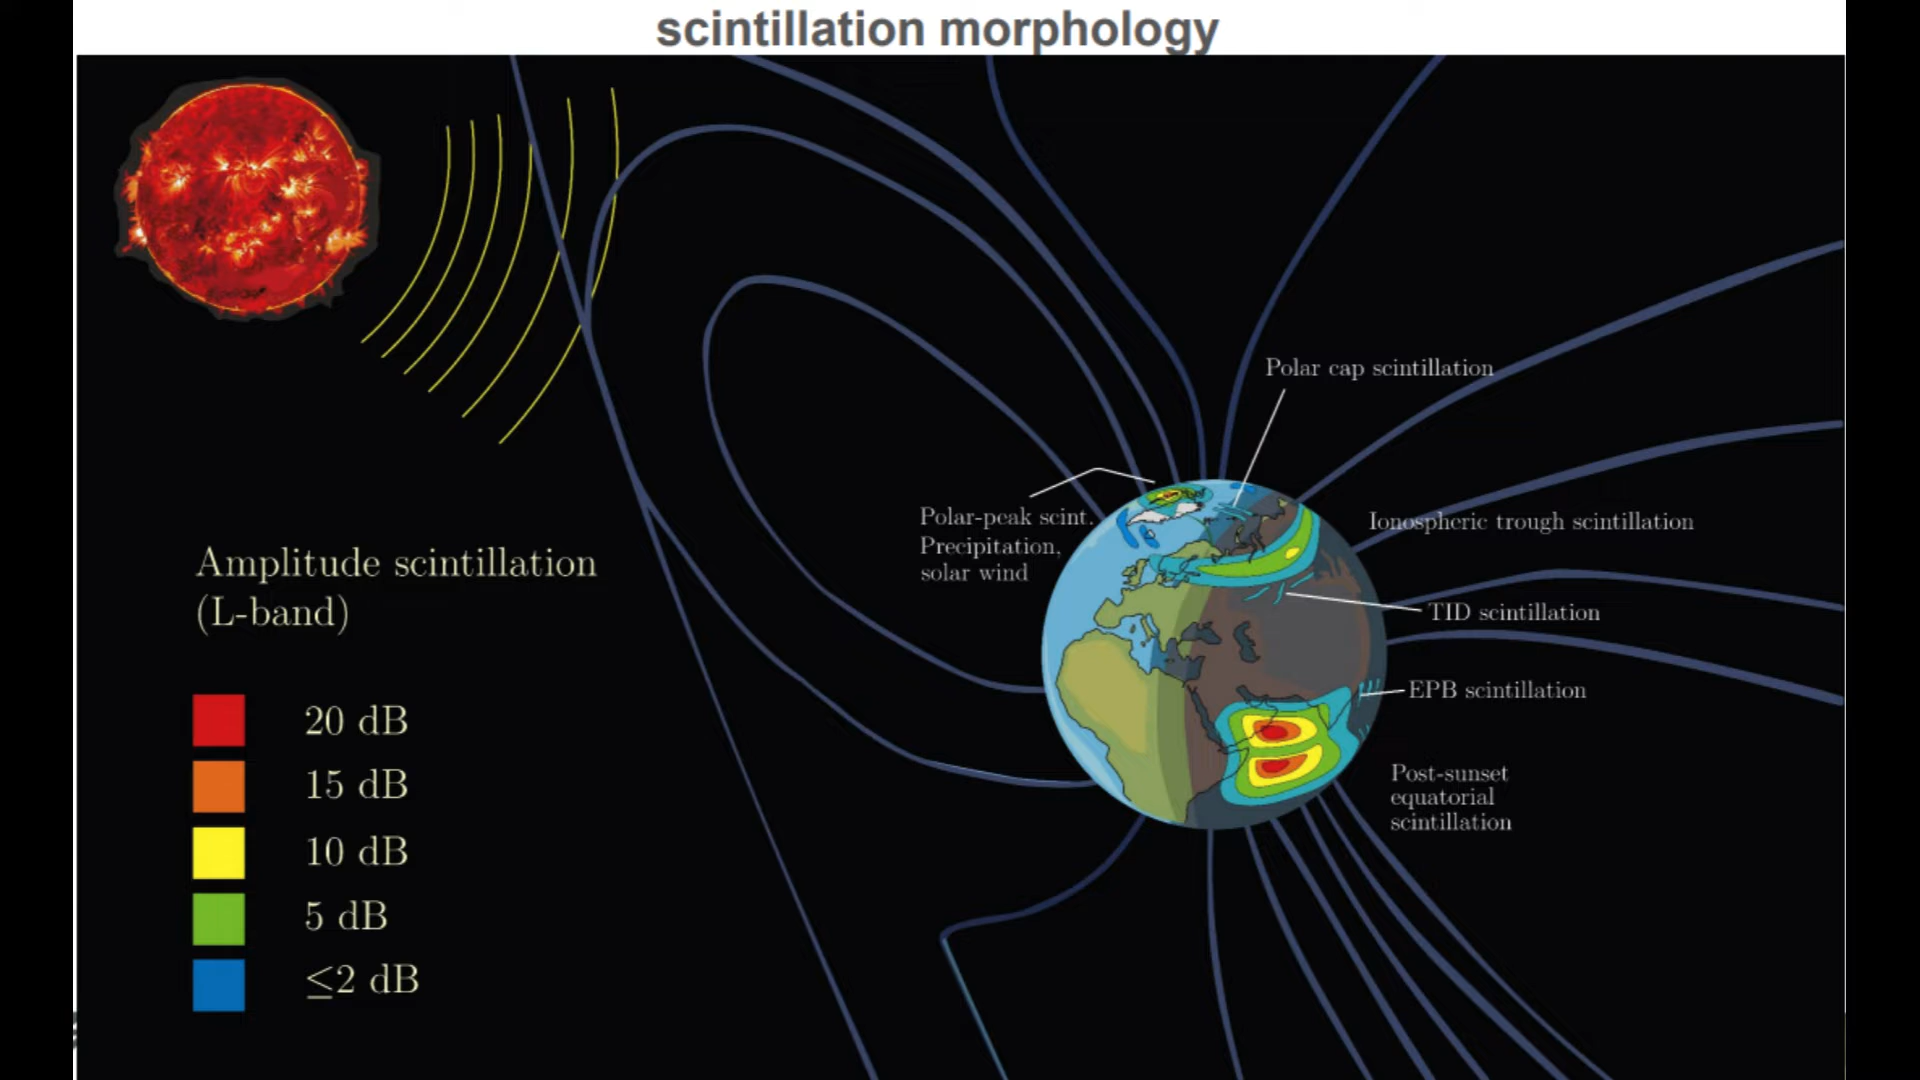 scintillation morphology
Polar cap scintillation
Polar-peak scint.
Precipitation,
solar wind
Ionospheric trough scintillation
TID scintillation
EPB scintillation
Post-sunset
equatorial
scintillation
Amplitude scintillation
(L-band)
20 dB
15 dB
10 dB
5 dB
≤2 dB